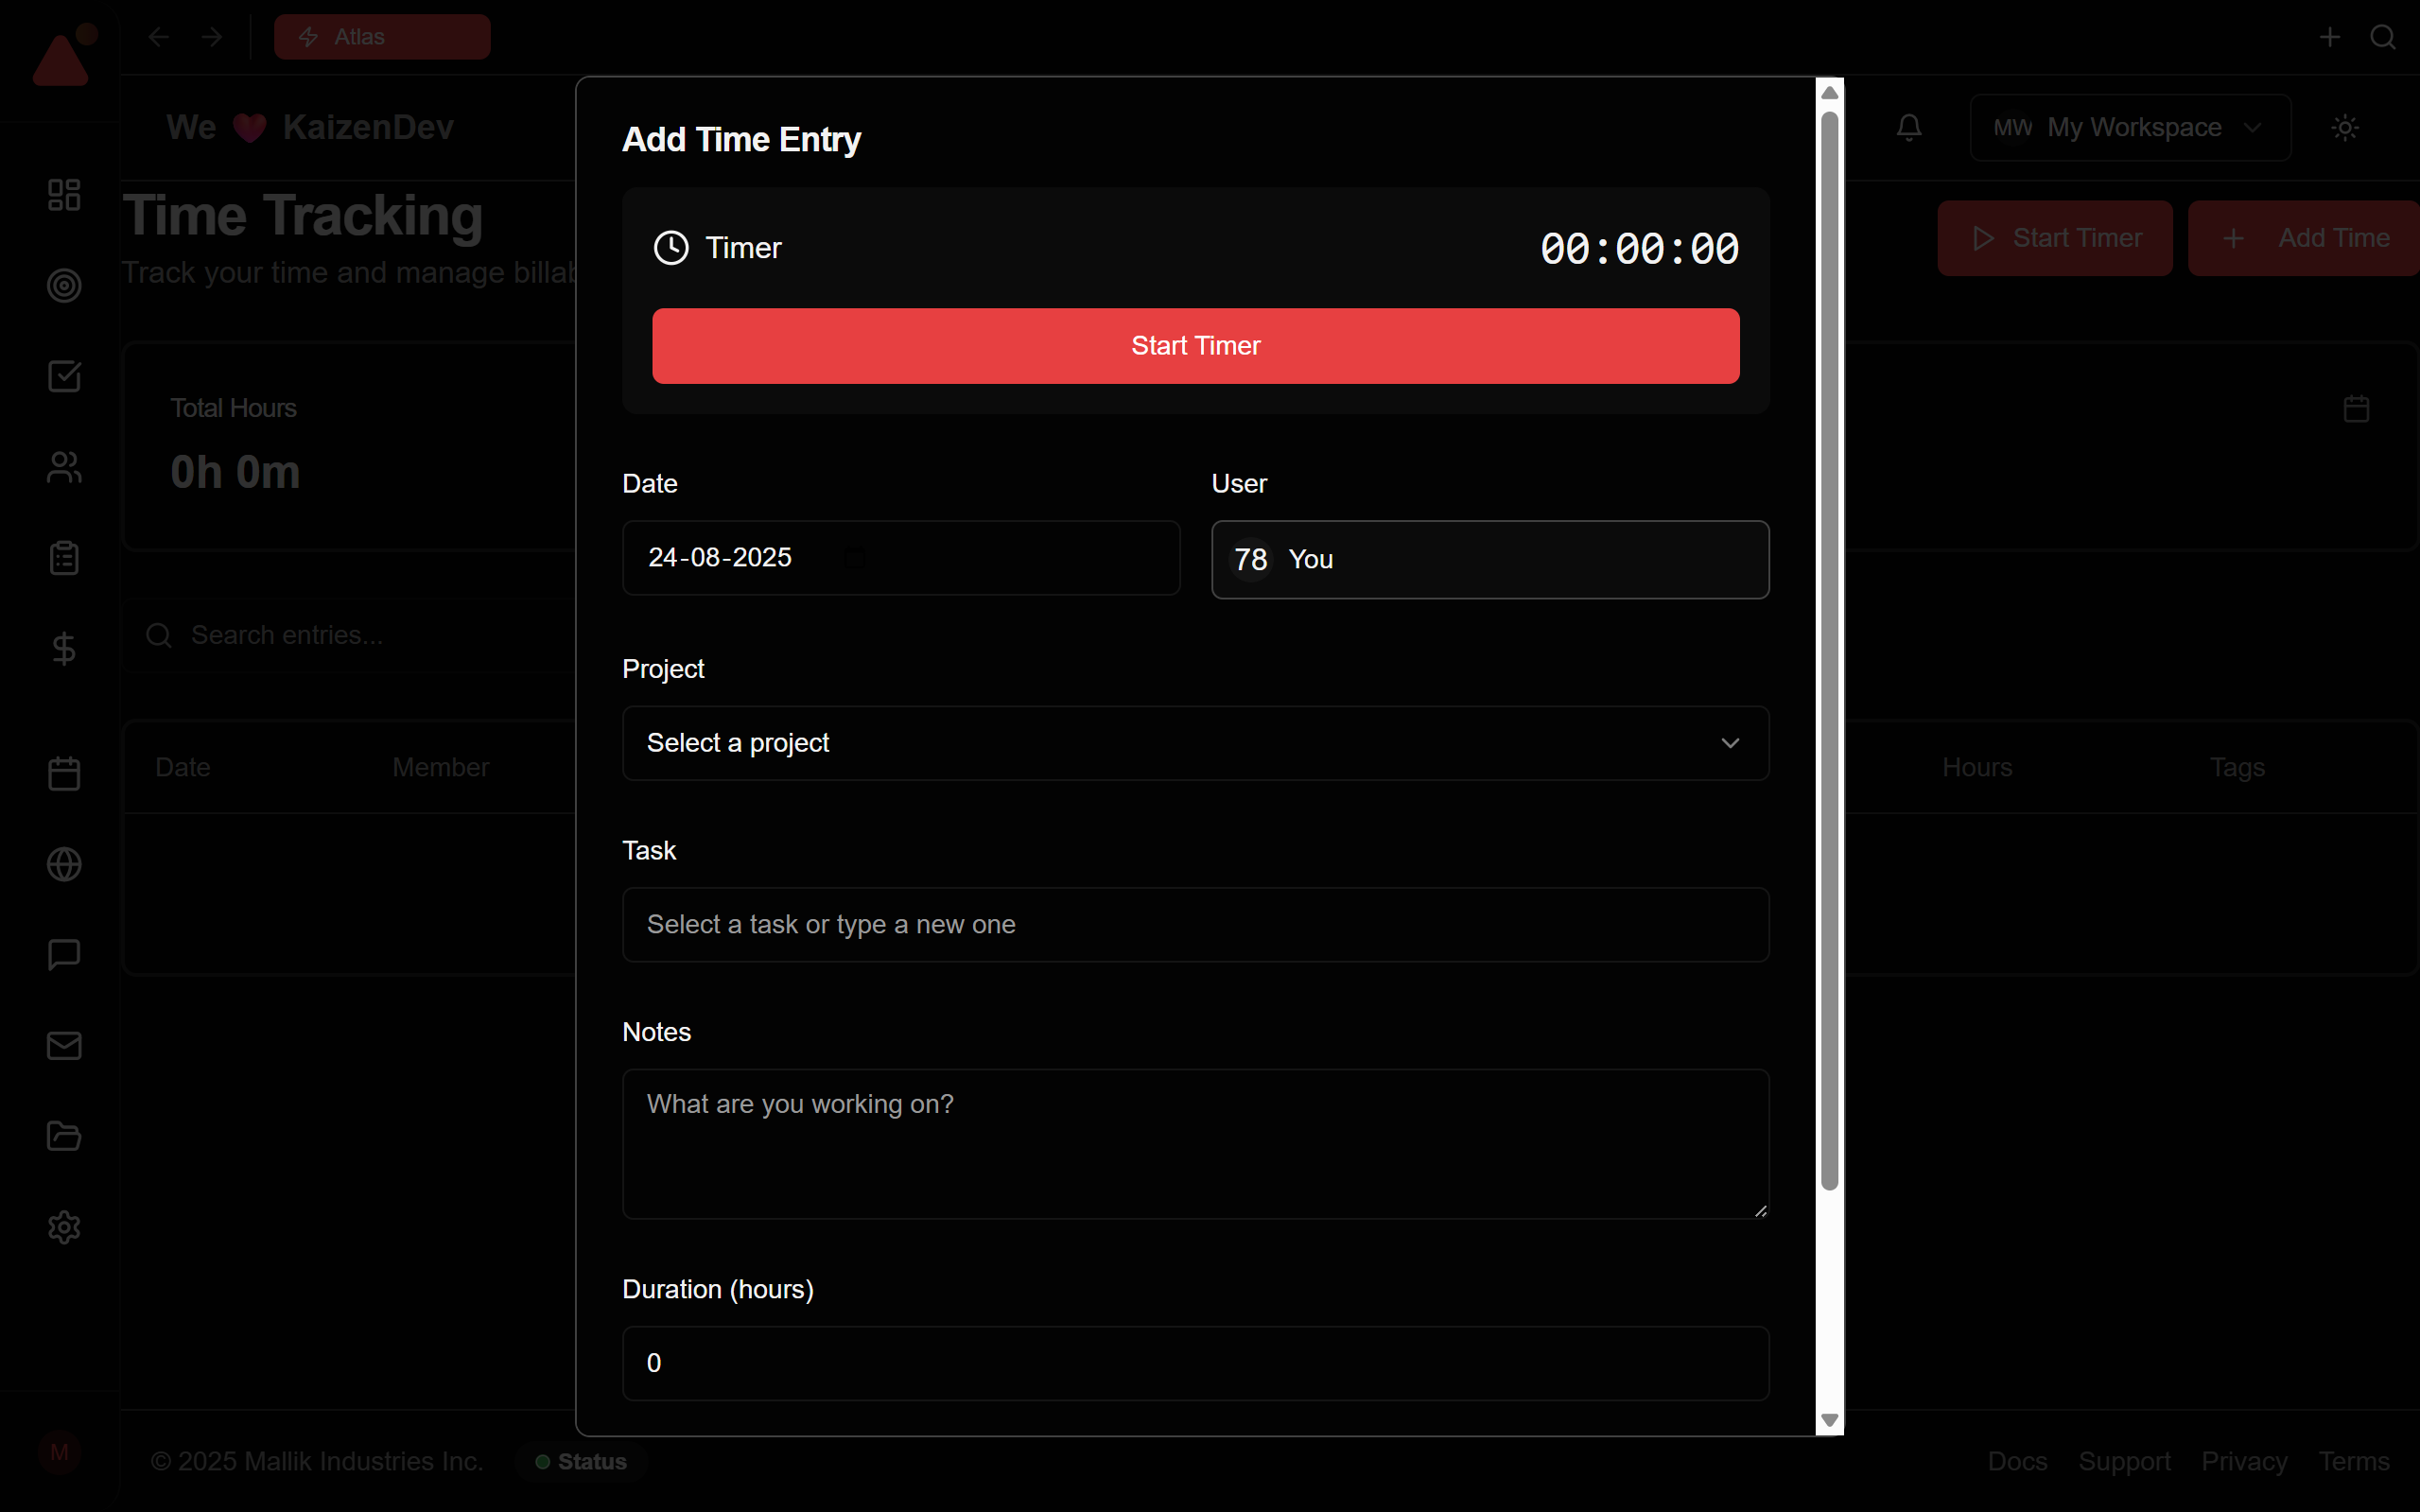 Atlas
We ❤ KaizenDev
MW My Workspace
Time Tracking
Track your time and manage
Start Timer
Add Time
Total Hours
0h 0m
Search entries...
Date Member Hours Tags
Add Time Entry
Timer 00:00:00
Start Timer
Date User
24-08-2025 78 You
Project
Select a project
Task
Select a task or type a new one
Notes
What are you working on?
Duration (hours)
0
M
© 2025 Mallik Industries Inc. Status
Docs Support Privacy Terms